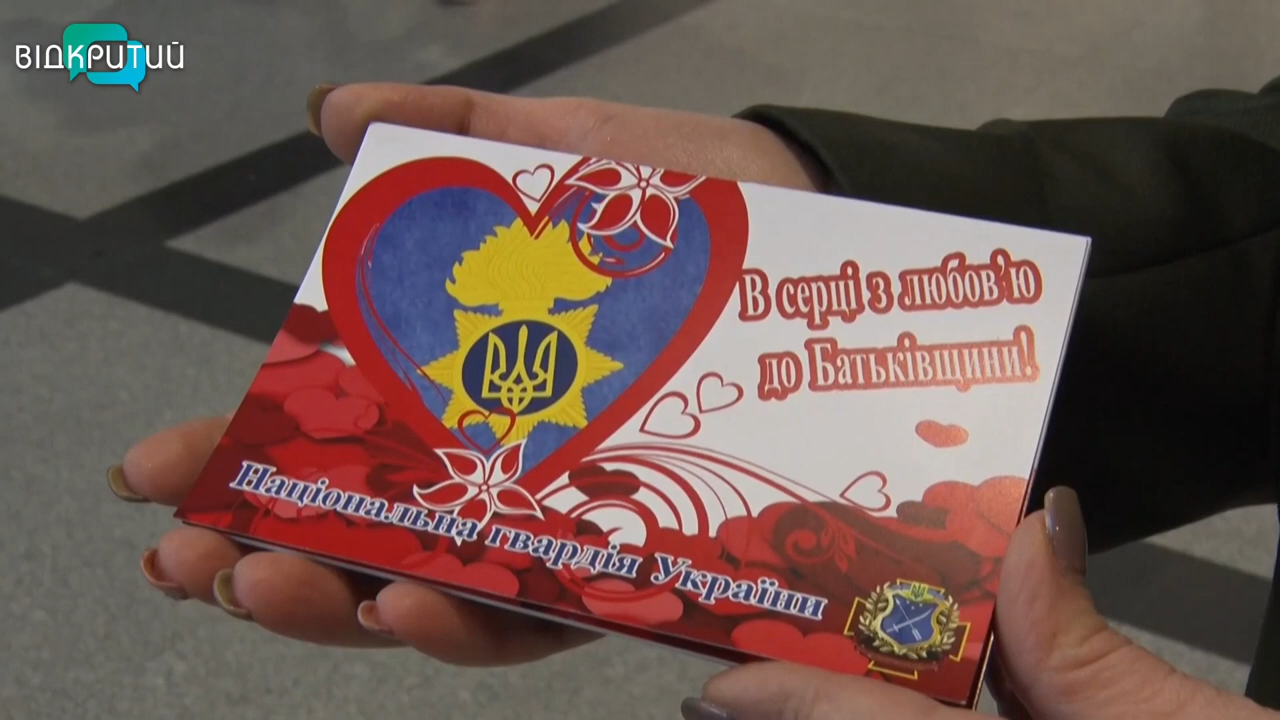 ВІДКРИТИЙ
В серці з любов'ю
до Батьківщини!
Національна гвардія України